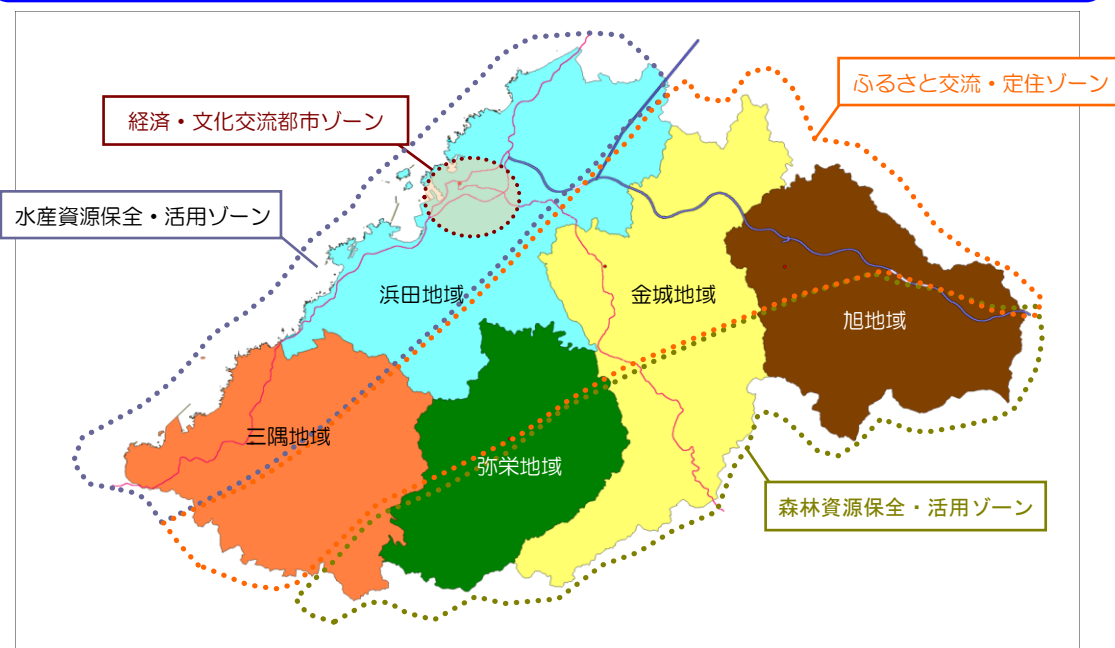 ふるさと交流・定住ゾーン
経済・文化交流都市ゾーン
水産資源保全・活用ゾーン
浜田地域
金城地域
旭地域
三隅地域
弥栄地域
森林資源保全・活用ゾーン